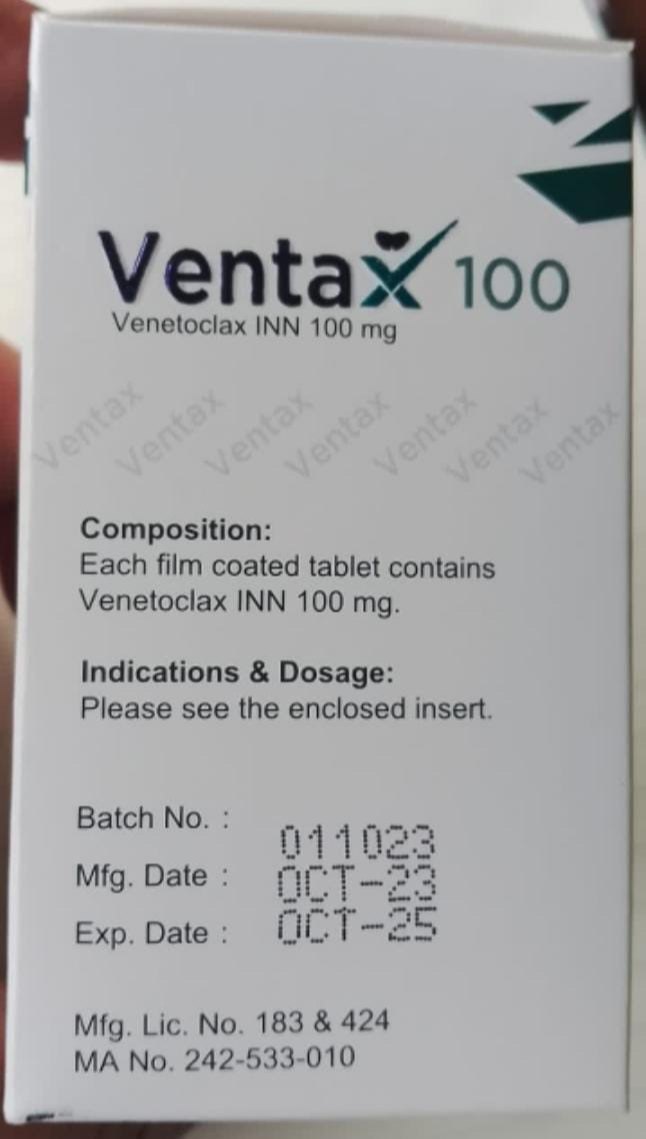 Ventax 100
Venetoclax INN 100 mg
Ventax Ventax Ventax Ventax Ventax Ventax Ventax
Composition:
Each film coated tablet contains
Venetoclax INN 100 mg.
Indications & Dosage:
Please see the enclosed insert.
Batch No. : 011023
Mfg. Date : OCT-23
Exp. Date : OCT-25
Mfg. Lic. No. 183 & 424
MA No. 242-533-010